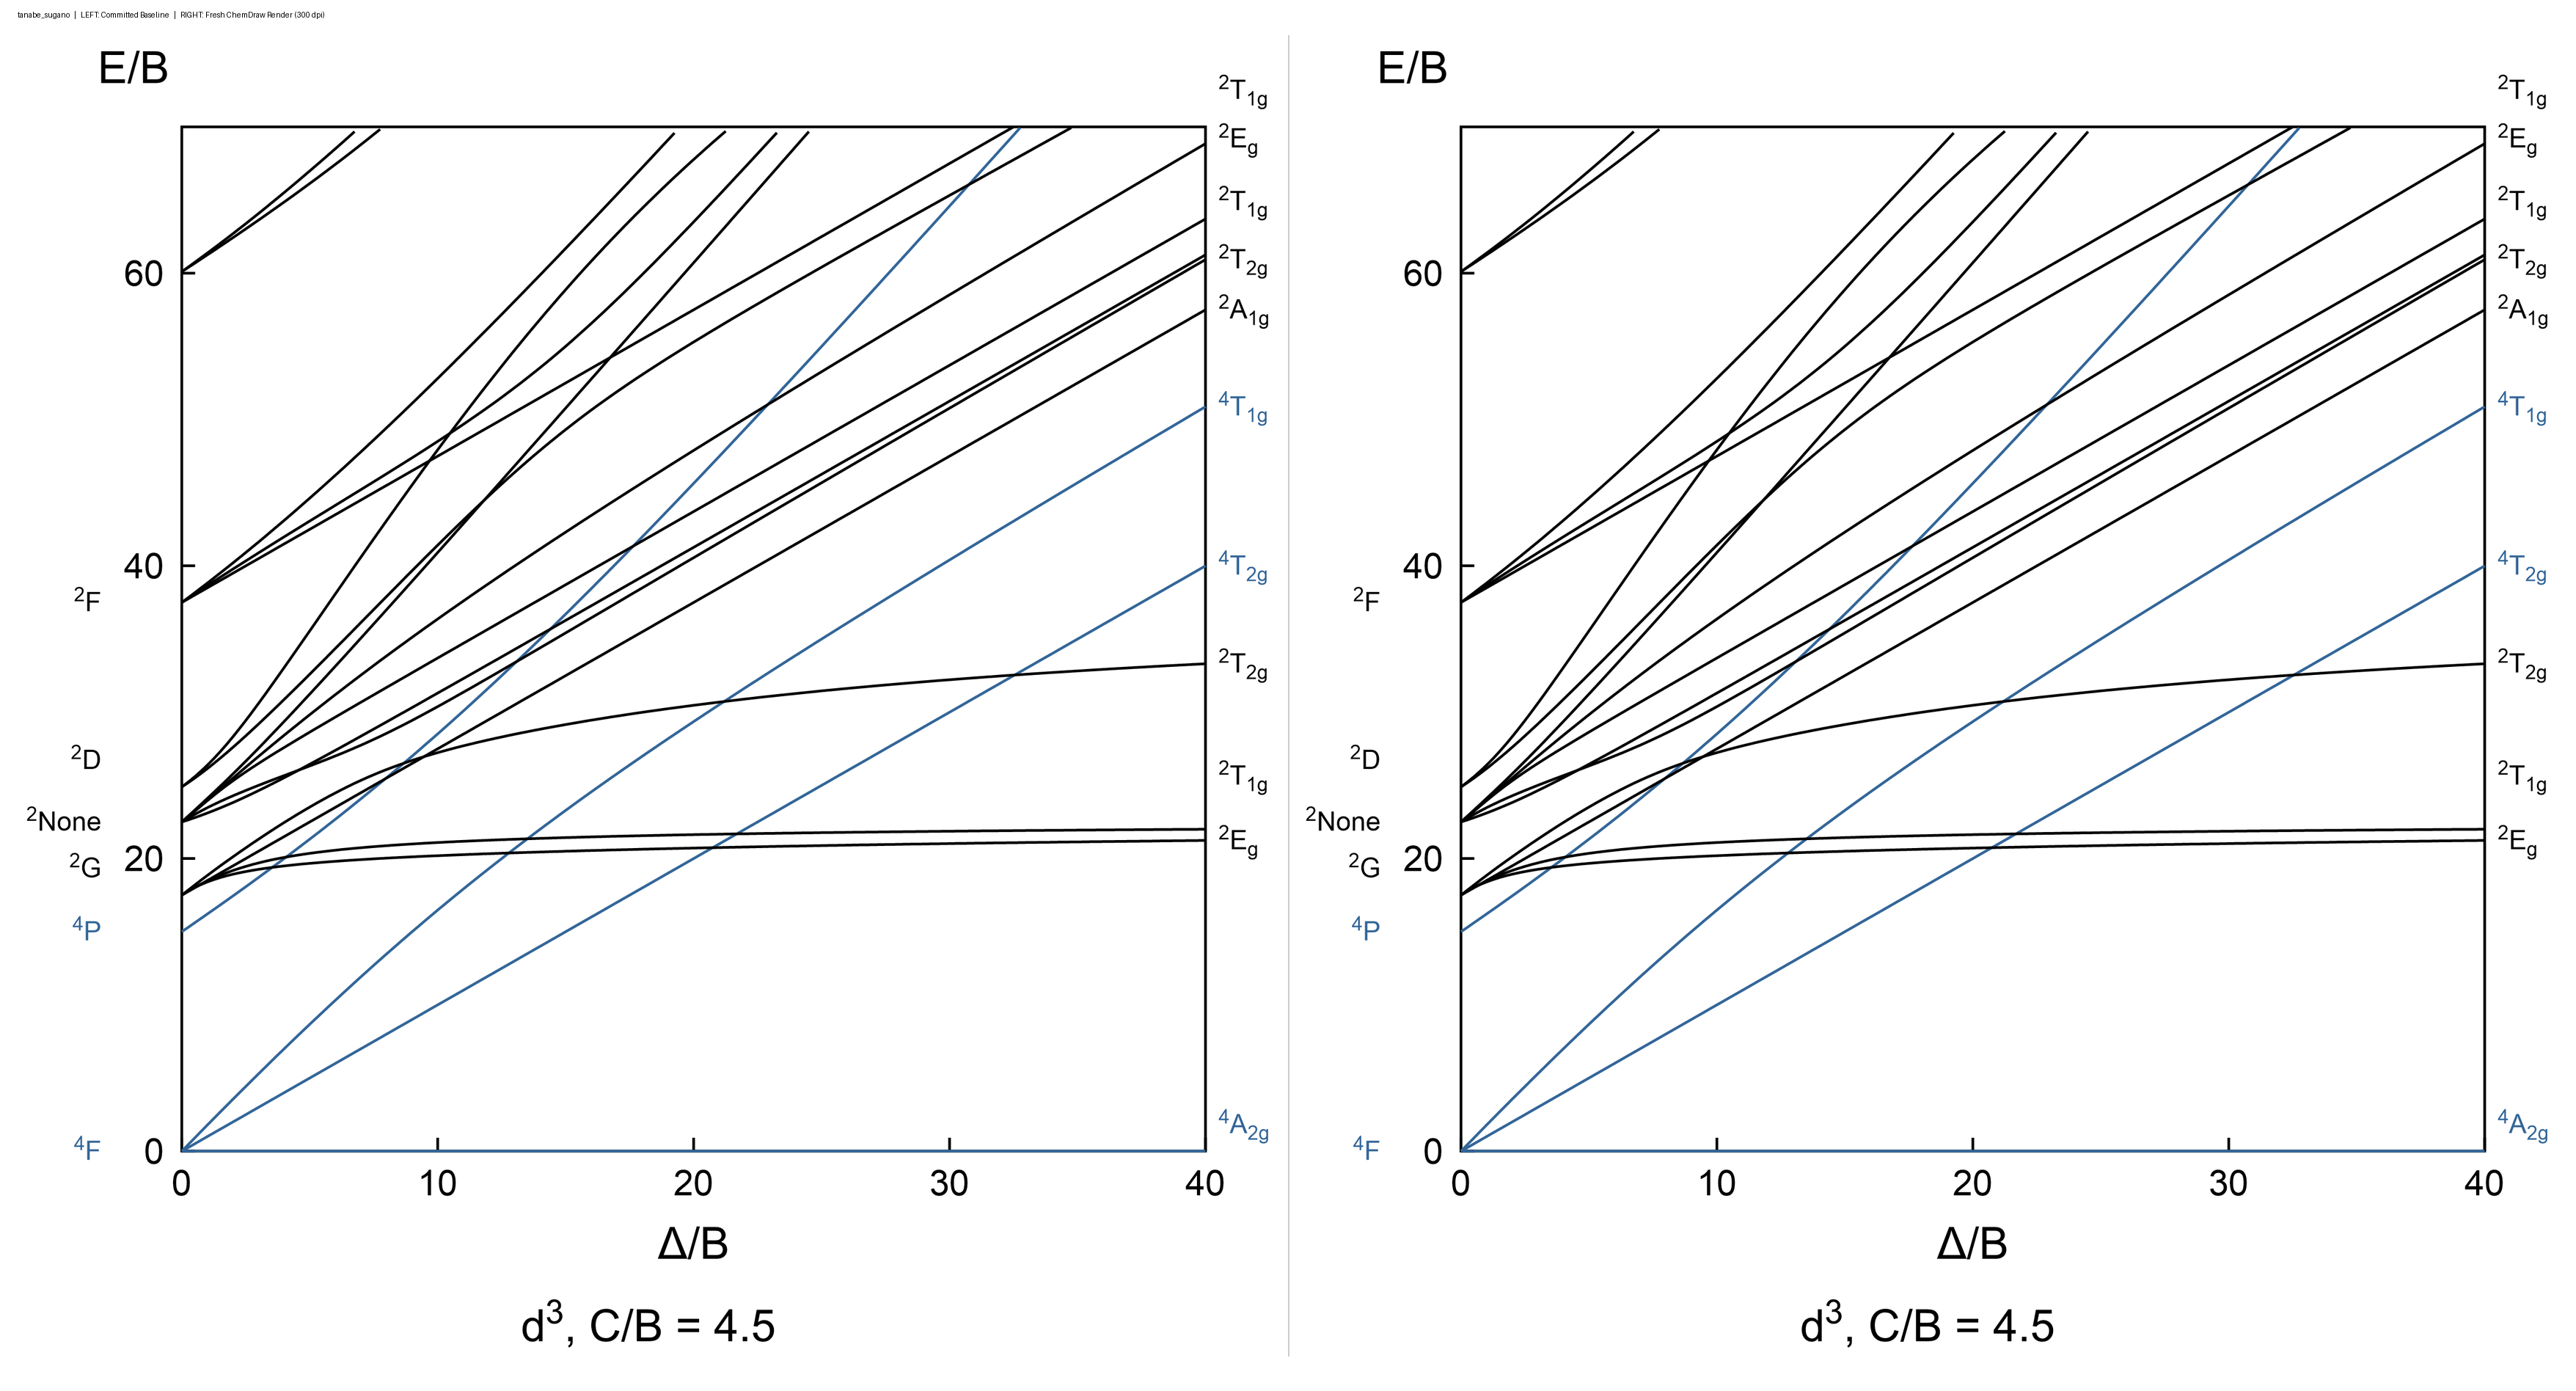 tanabe_sugano | LEFT: Committed Baseline | RIGHT: Fresh ChemDraw Render (300 dpi)
E/B
²T₁g
²Eg
²T₁g
²T₂g
²A₁g
⁴T₁g
⁴T₂g
²T₂g
²T₁g
²Eg
⁴A₂g
60
40
20
0
²F
²D
²None
²G
⁴P
⁴F
0 10 20 30 40
Δ/B
d³, C/B = 4.5
E/B
²T₁g
²Eg
²T₁g
²T₂g
²A₁g
⁴T₁g
⁴T₂g
²T₂g
²T₁g
²Eg
⁴A₂g
60
40
20
0
²F
²D
²None
²G
⁴P
⁴F
0 10 20 30 40
Δ/B
d³, C/B = 4.5